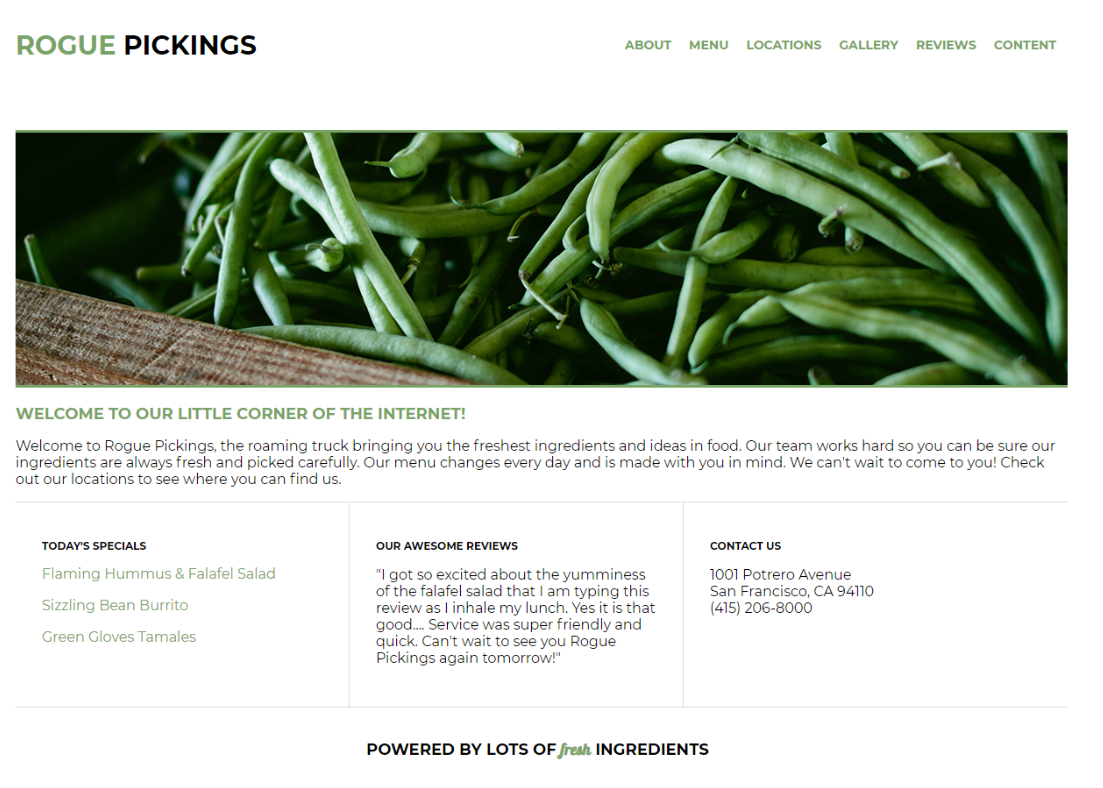 ROGUE PICKINGS
ABOUT MENU LOCATIONS GALLERY REVIEWS CONTENT
WELCOME TO OUR LITTLE CORNER OF THE INTERNET!
Welcome to Rogue Pickings, the roaming truck bringing you the freshest ingredients and ideas in food. Our team works hard so you can be sure our
ingredients are always fresh and picked carefully. Our menu changes every day and is made with you in mind. We can't wait to come to you! Check
out our locations to see where you can find us.
TODAY'S SPECIALS
Flaming Hummus & Falafel Salad
Sizzling Bean Burrito
Green Gloves Tamales
OUR AWESOME REVIEWS
"I got so excited about the yumminess
of the falafel salad that I am typing this
review as I inhale my lunch. Yes it is that
good.... Service was super friendly and
quick. Can't wait to see you Rogue
Pickings again tomorrow!"
CONTACT US
1001 Potrero Avenue
San Francisco, CA 94110
(415) 206-8000
POWERED BY LOTS OF fresh INGREDIENTS